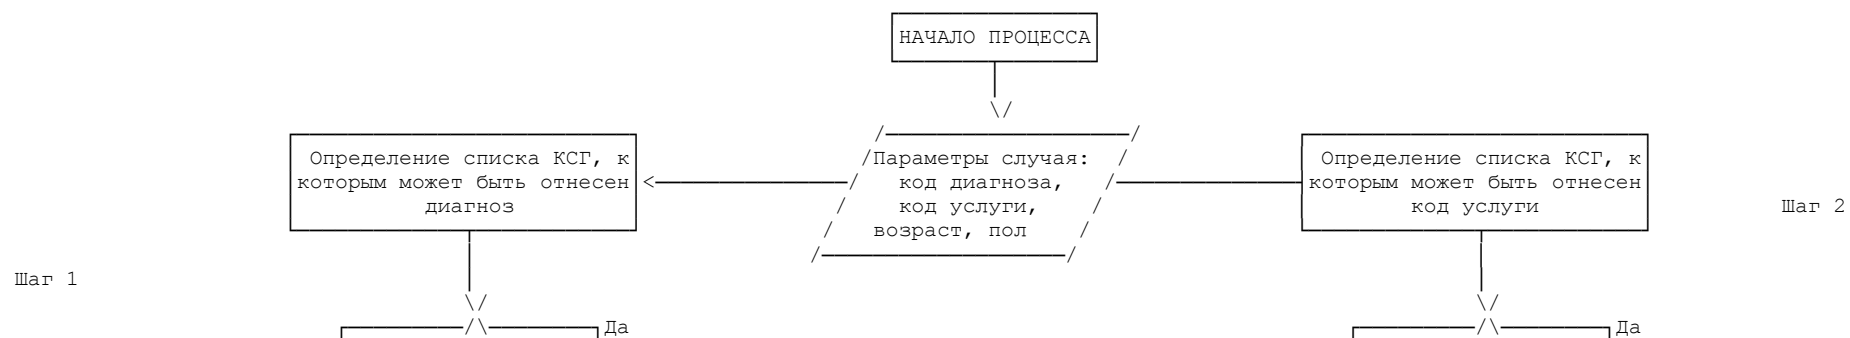 НАЧАЛО ПРОЦЕССА
Определение списка КСГ, к
которым может быть отнесен
диагноз
Параметры случая:
код диагноза,
код услуги,
возраст, пол
Определение списка КСГ, к
которым может быть отнесен
код услуги
Шаг 2
Шаг 1
Да
Да